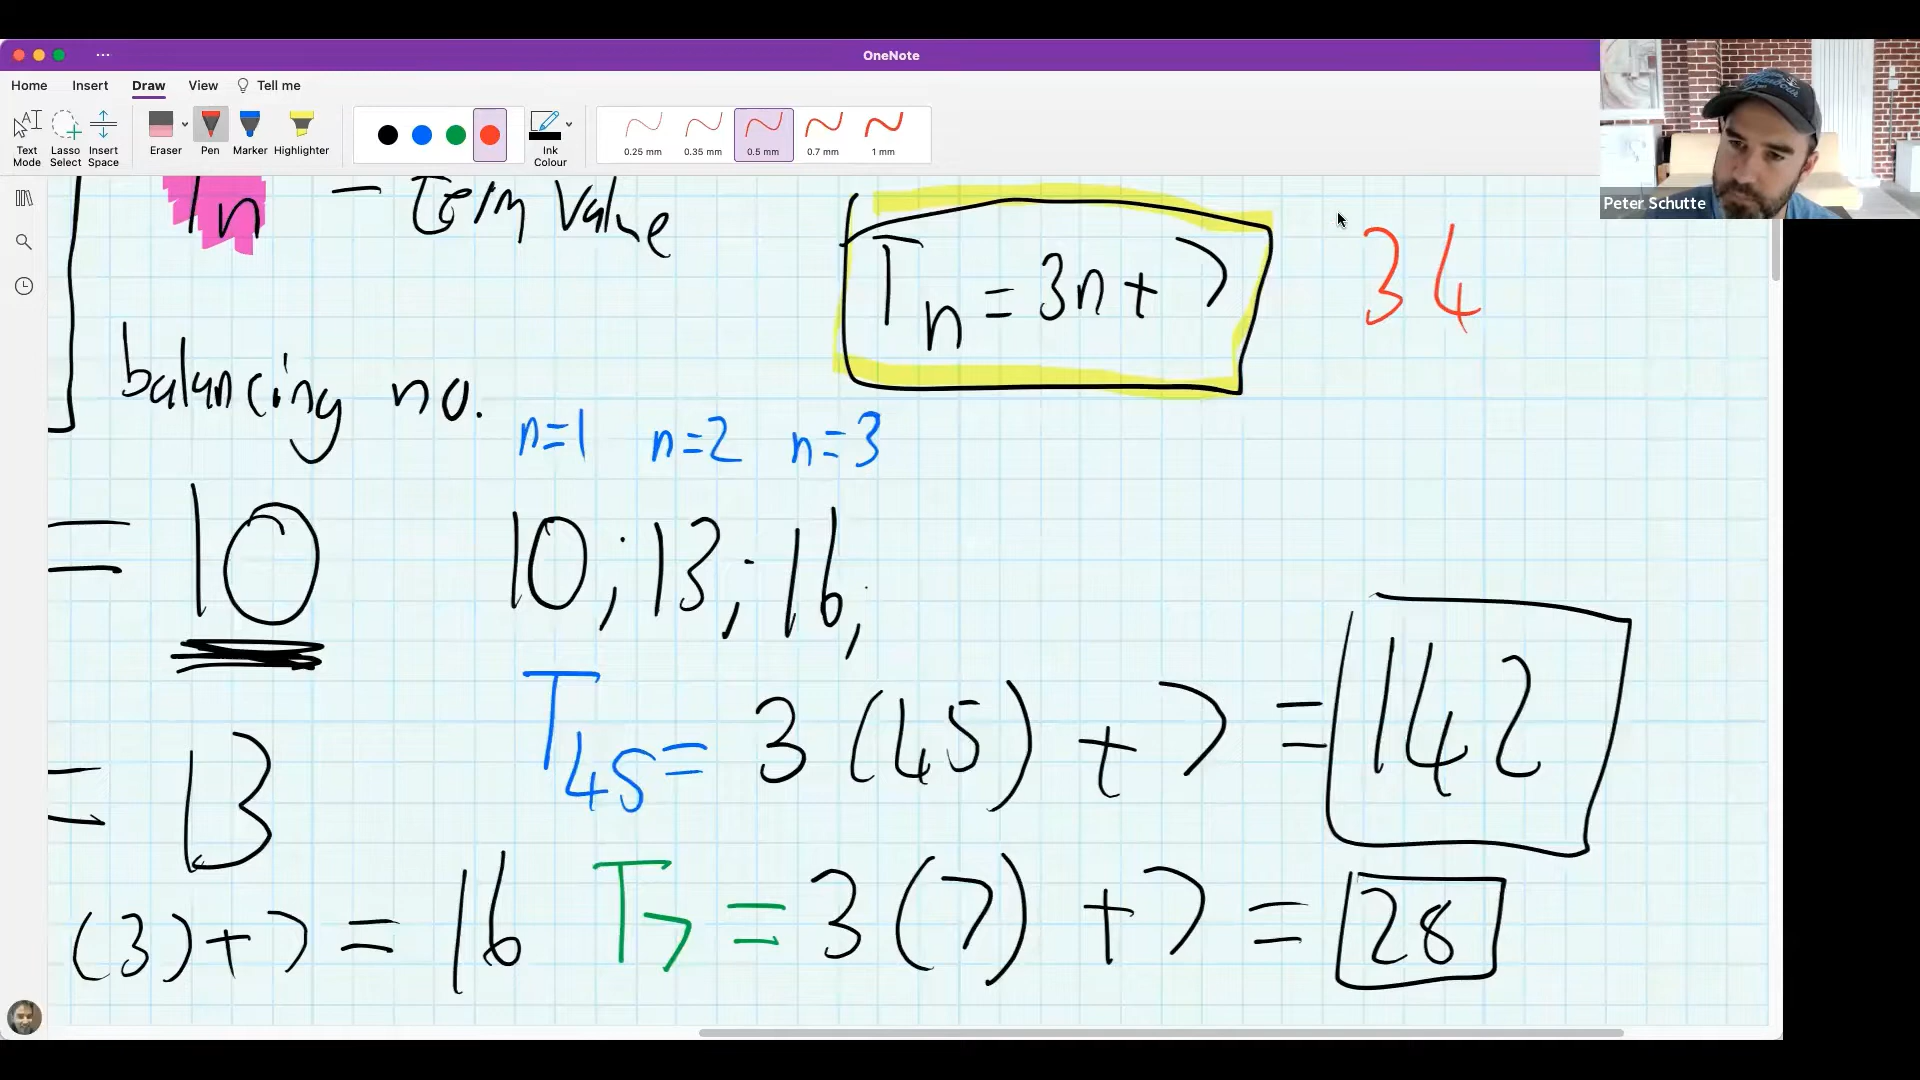 OneNote
Home Insert Draw View Tell me
Text Mode
Lasso Select
Insert Space
Eraser
Pen
Marker
Highlighter
Ink Colour
0.25 mm
0.35 mm
0.5 mm
0.7 mm
1 mm
Peter Schutte
Tn – Term Value
Tn = 3n + 7
34
balancing no.
n=1 n=2 n=3
= 10
10; 13; 16;
T45 = 3(45) + 7 = 142
= 13
(3) + 7 = 16
T7 = 3(7) + 7 = 28